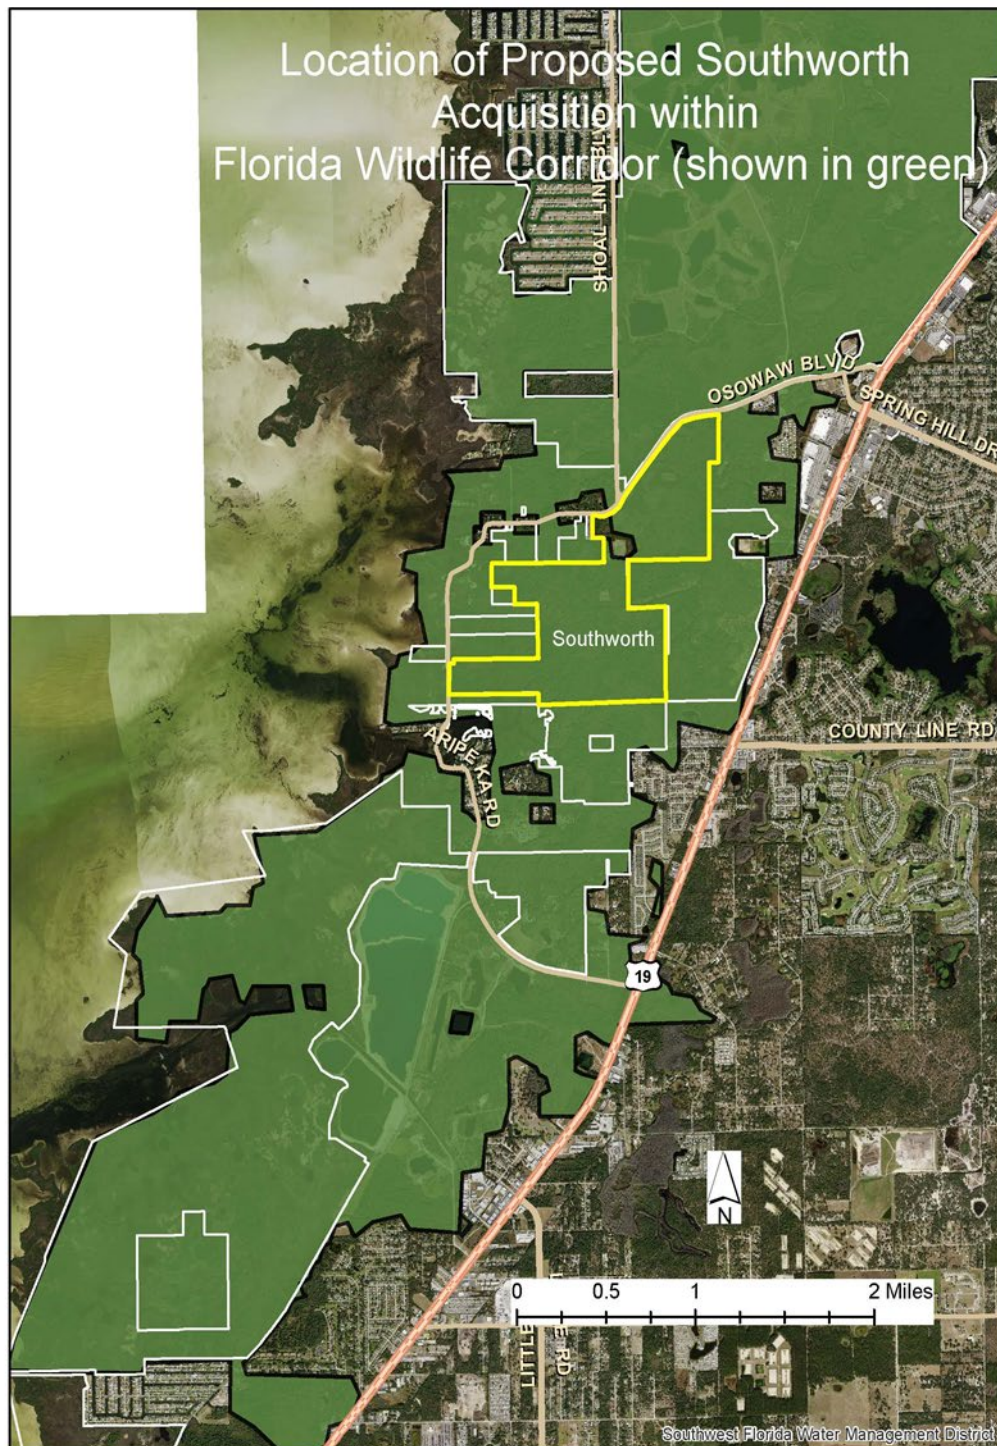 Location of Proposed Southworth
Acquisition within
Florida Wildlife Corridor (shown in green)
SHOAL LINE BLVD
OSOWAW BLVD
SPRING HILL DR
Southworth
COUNTY LINE RD
ARIPEKA RD
19
N
0 0.5 1 2 Miles
LITTLE
RD
Southwest Florida Water Management District